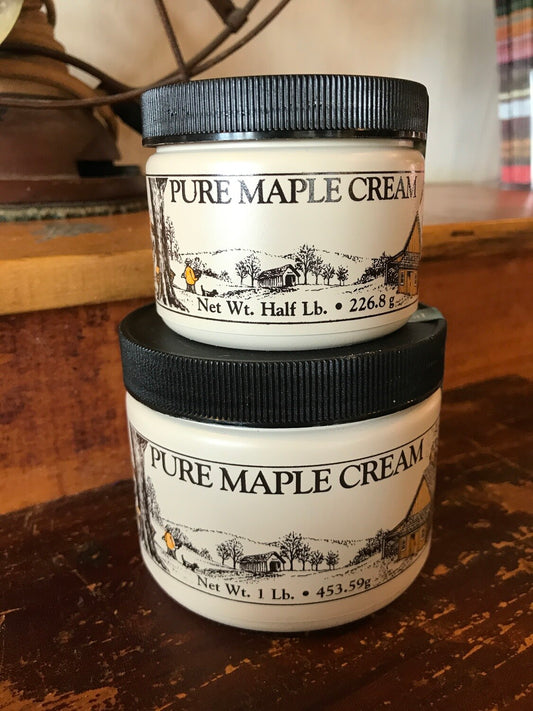 PURE MAPLE CREAM
Net Wt. Half Lb. • 226.8 g
PURE MAPLE CREAM
Net Wt. 1 Lb. • 453.59g